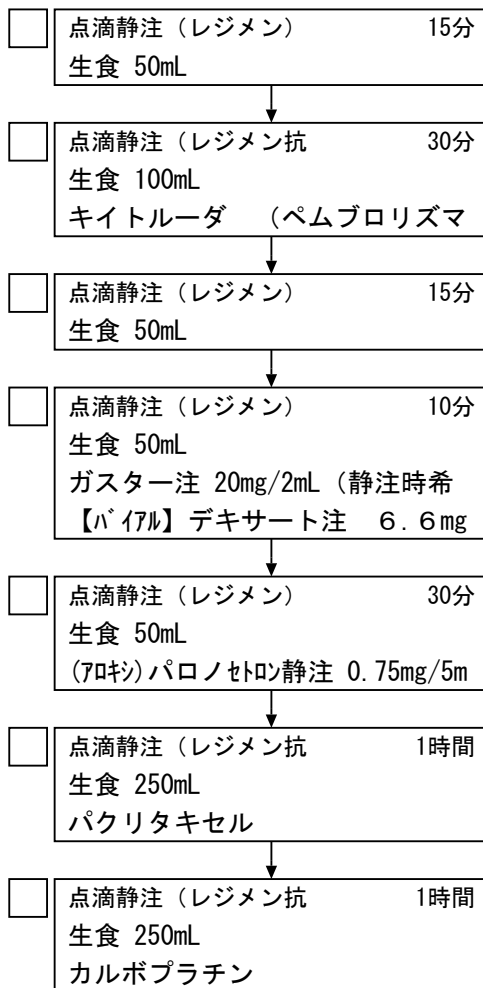 点滴静注（レジメン） 15分
生食 50mL
点滴静注（レジメン抗 30分
生食 100mL
キイトルーダ　（ペムブロリズマ
点滴静注（レジメン） 15分
生食 50mL
点滴静注（レジメン） 10分
生食 50mL
ガスター注 20mg/2mL（静注時希
【ﾊﾞｲｱﾙ】デキサート注　６.６mg
点滴静注（レジメン） 30分
生食 50mL
(ｱﾛｷｼ)パロノｾﾄﾛﾝ静注 0.75mg/5m
点滴静注（レジメン抗 1時間
生食 250mL
パクリタキセル
点滴静注（レジメン抗 1時間
生食 250mL
カルボプラチン